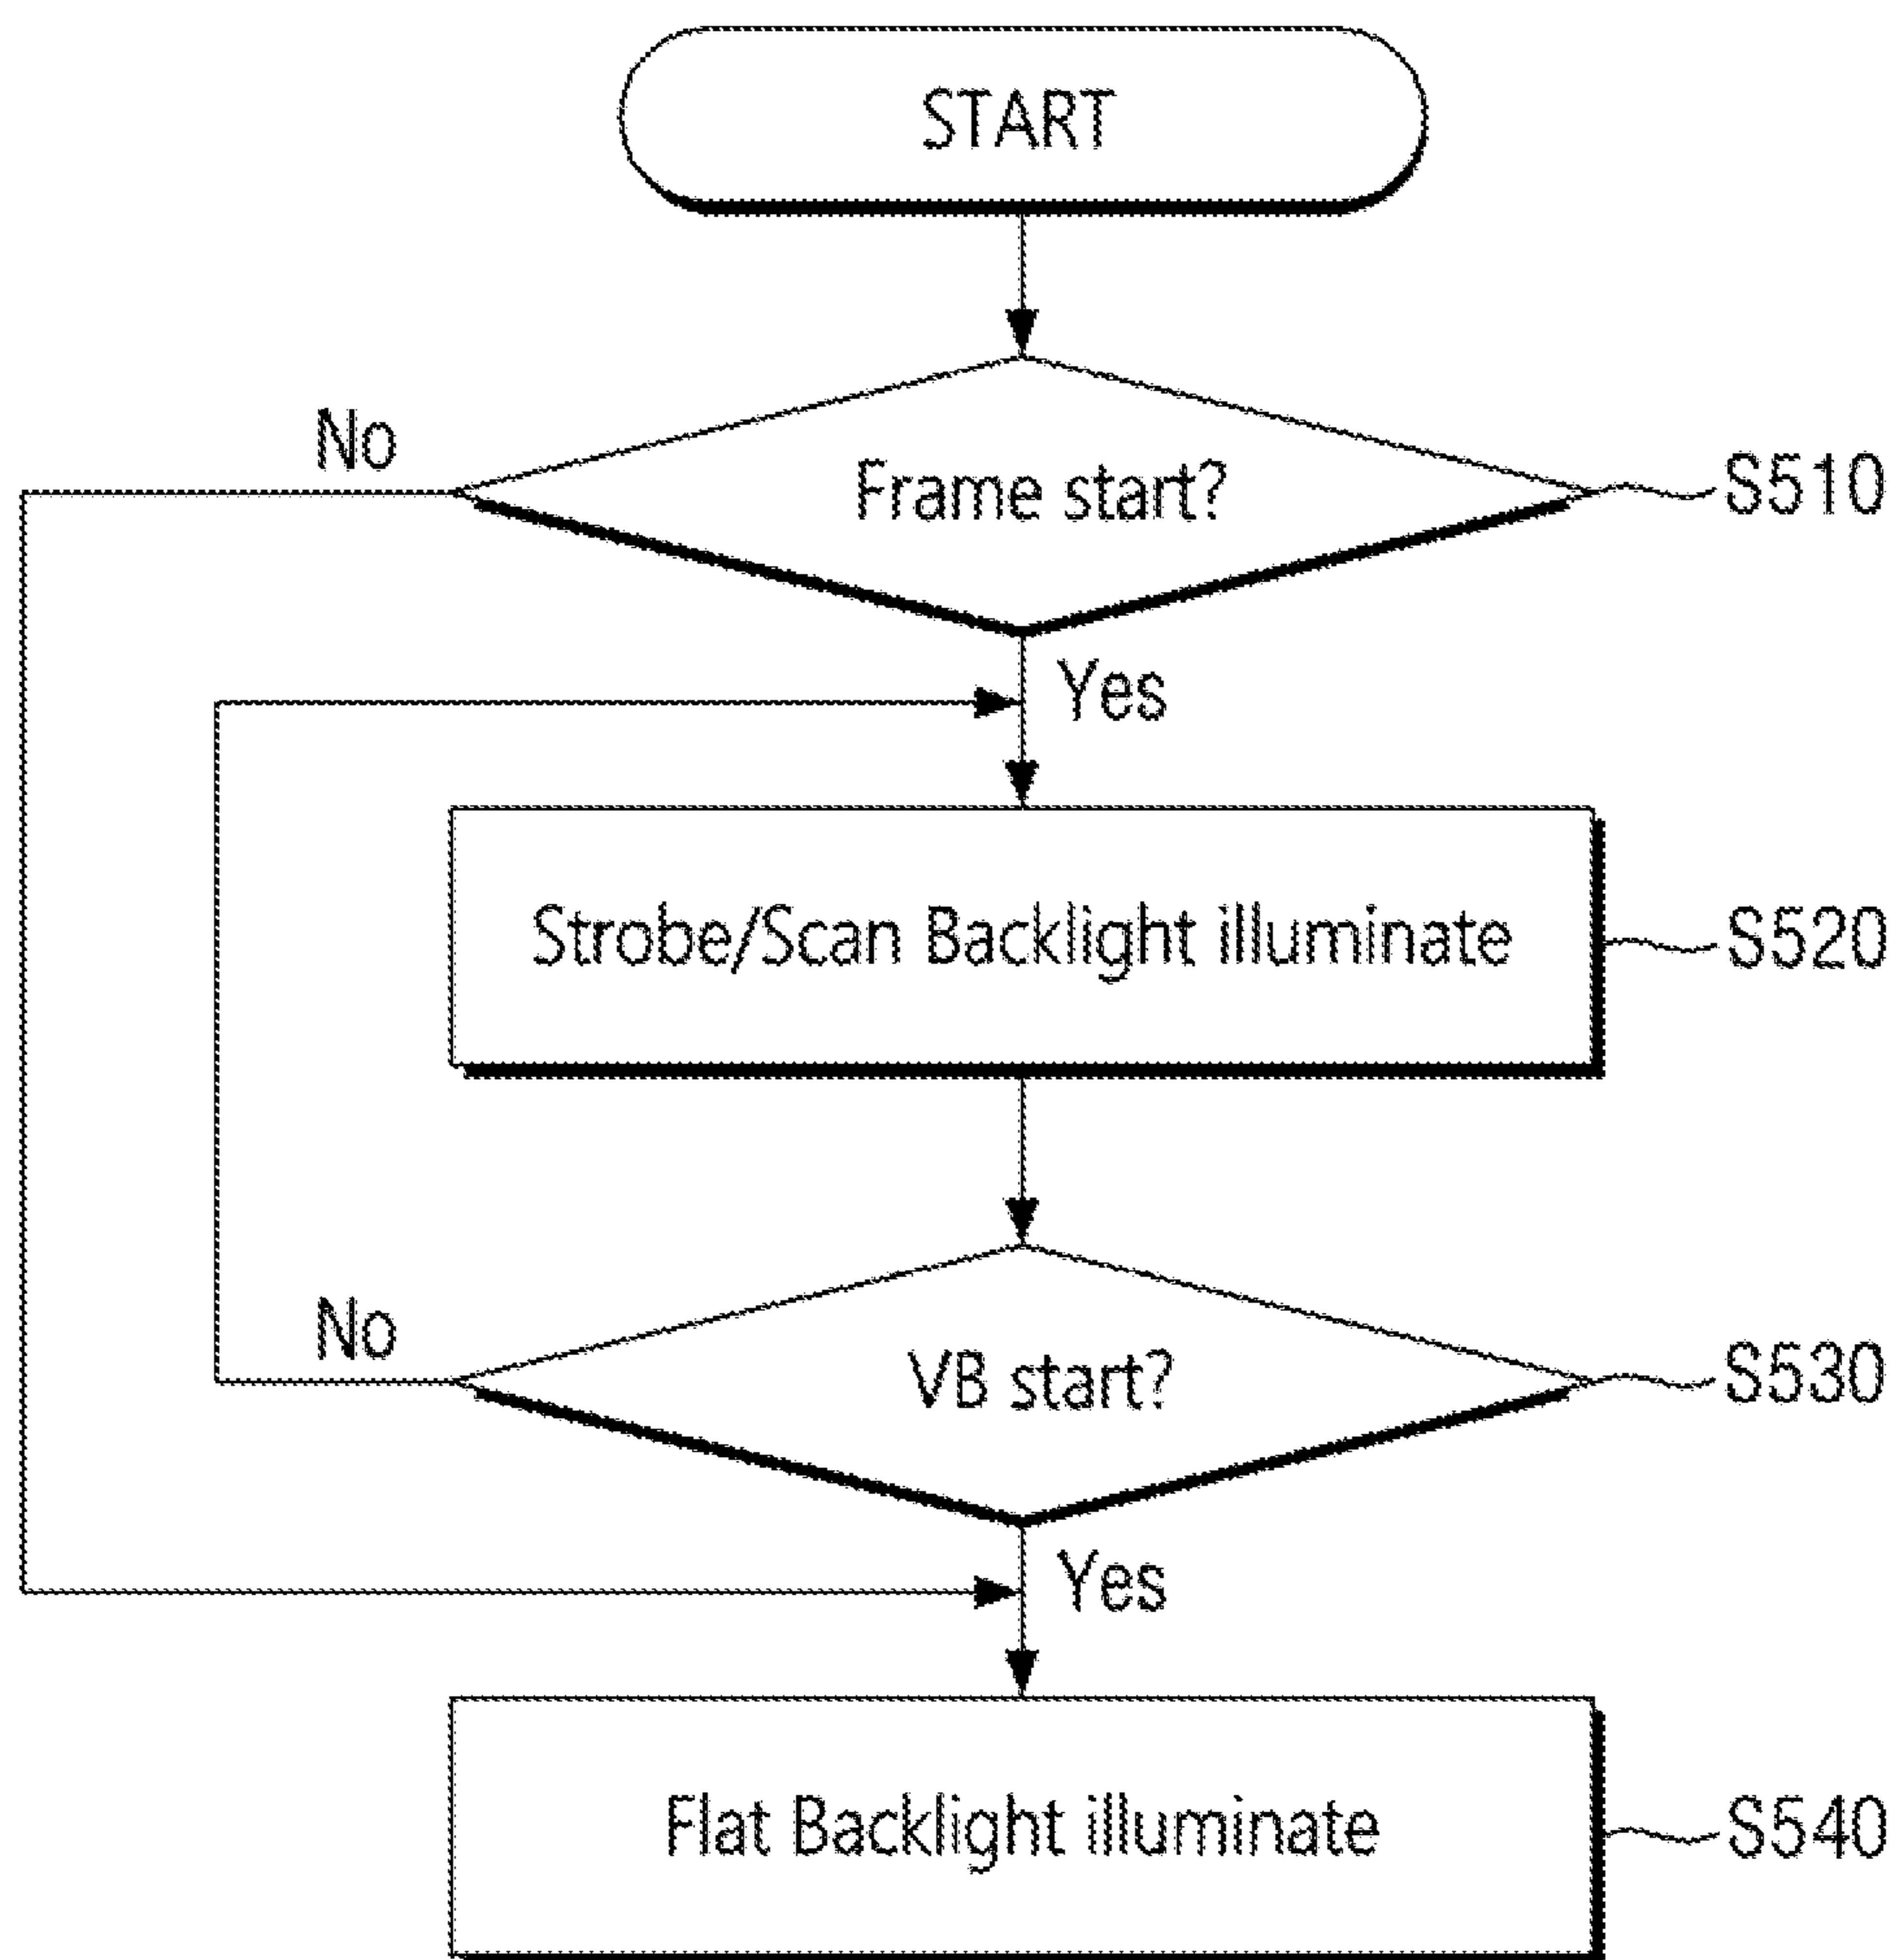 START
No
Frame start?
S510
Yes
Strobe/Scan Backlight illuminate
S520
No
VB start?
S530
Yes
Flat Backlight illuminate
S540